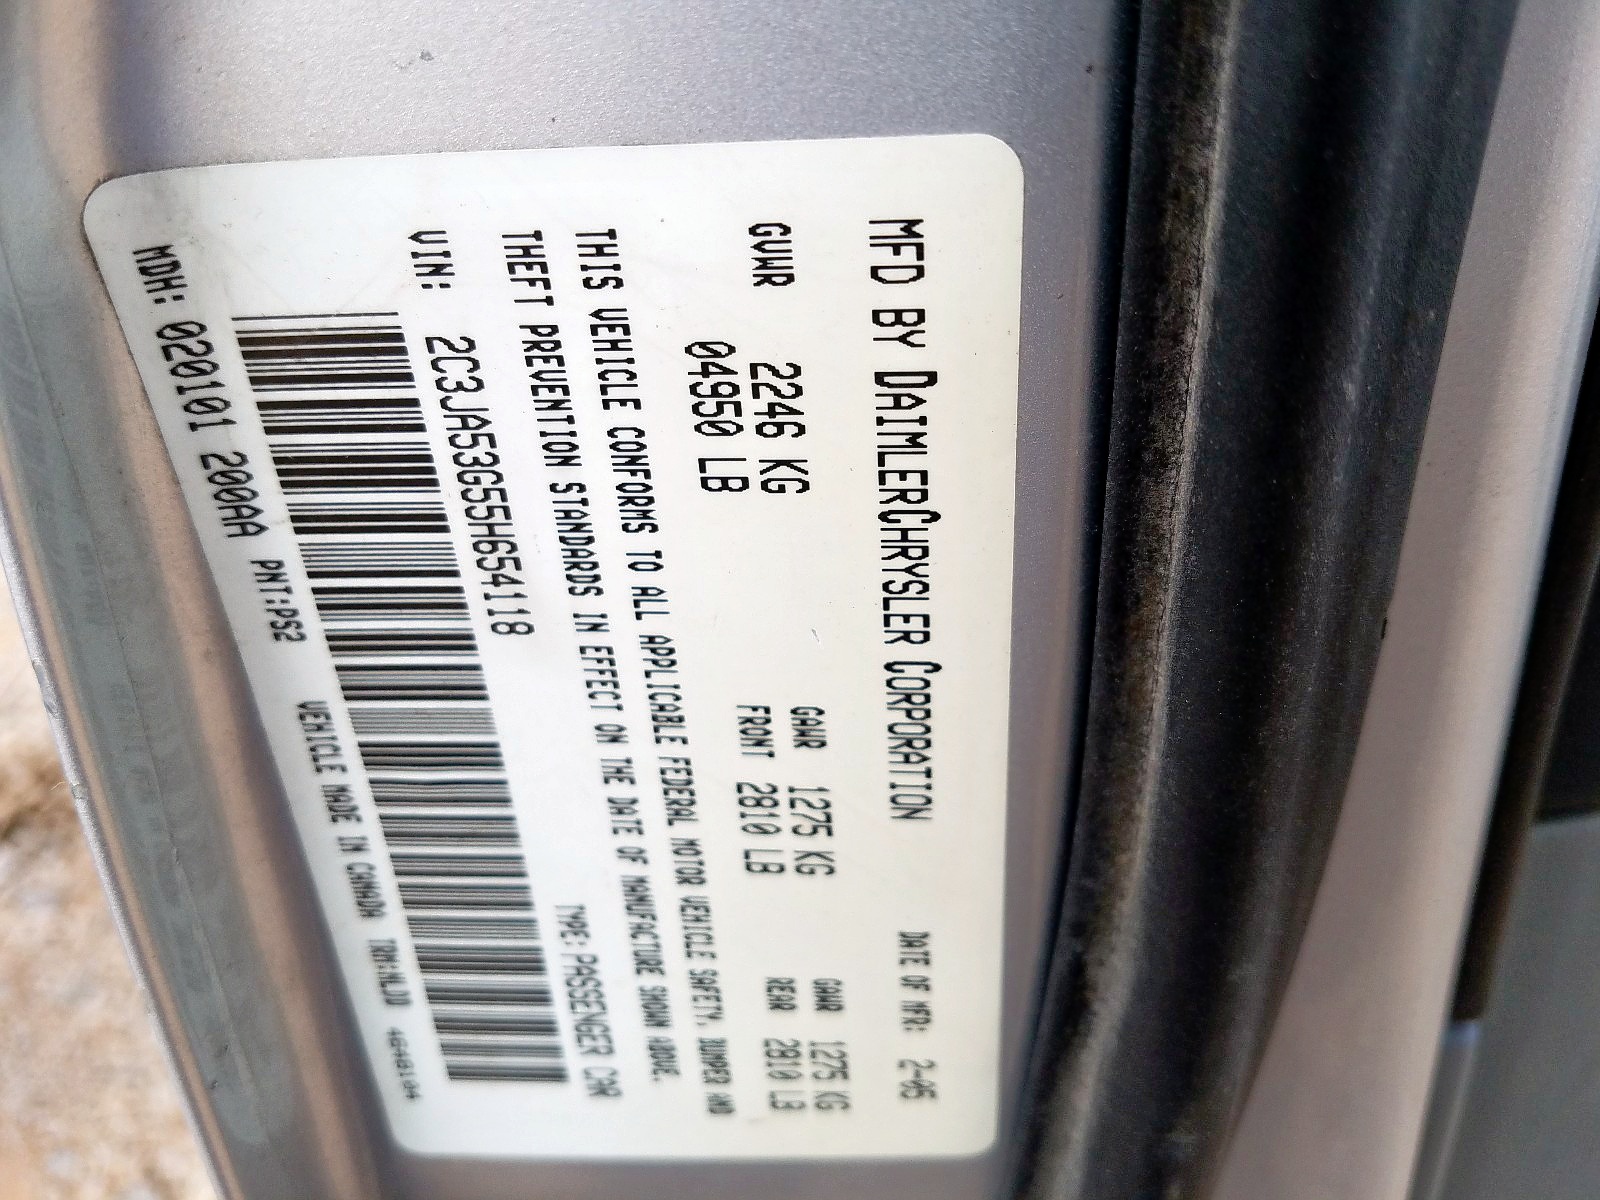 MFD BY DAIMLERCHRYSLER CORPORATION DATE OF MFR: 2-05
GVWR 2246 KG GAWR 1275 KG GAWR 1275 KG
04950 LB FRONT 2810 LB REAR 2810 LB
THIS VEHICLE CONFORMS TO ALL APPLICABLE FEDERAL MOTOR VEHICLE SAFETY, BUMPER AND
THEFT PREVENTION STANDARDS IN EFFECT ON THE DATE OF MANUFACTURE SHOWN ABOVE.
VIN: 2C3JA53G55H654118 TYPE: PASSENGER CAR
MDH: 020101 200AA PNT:PS2 VEHICLE MADE IN CANADA